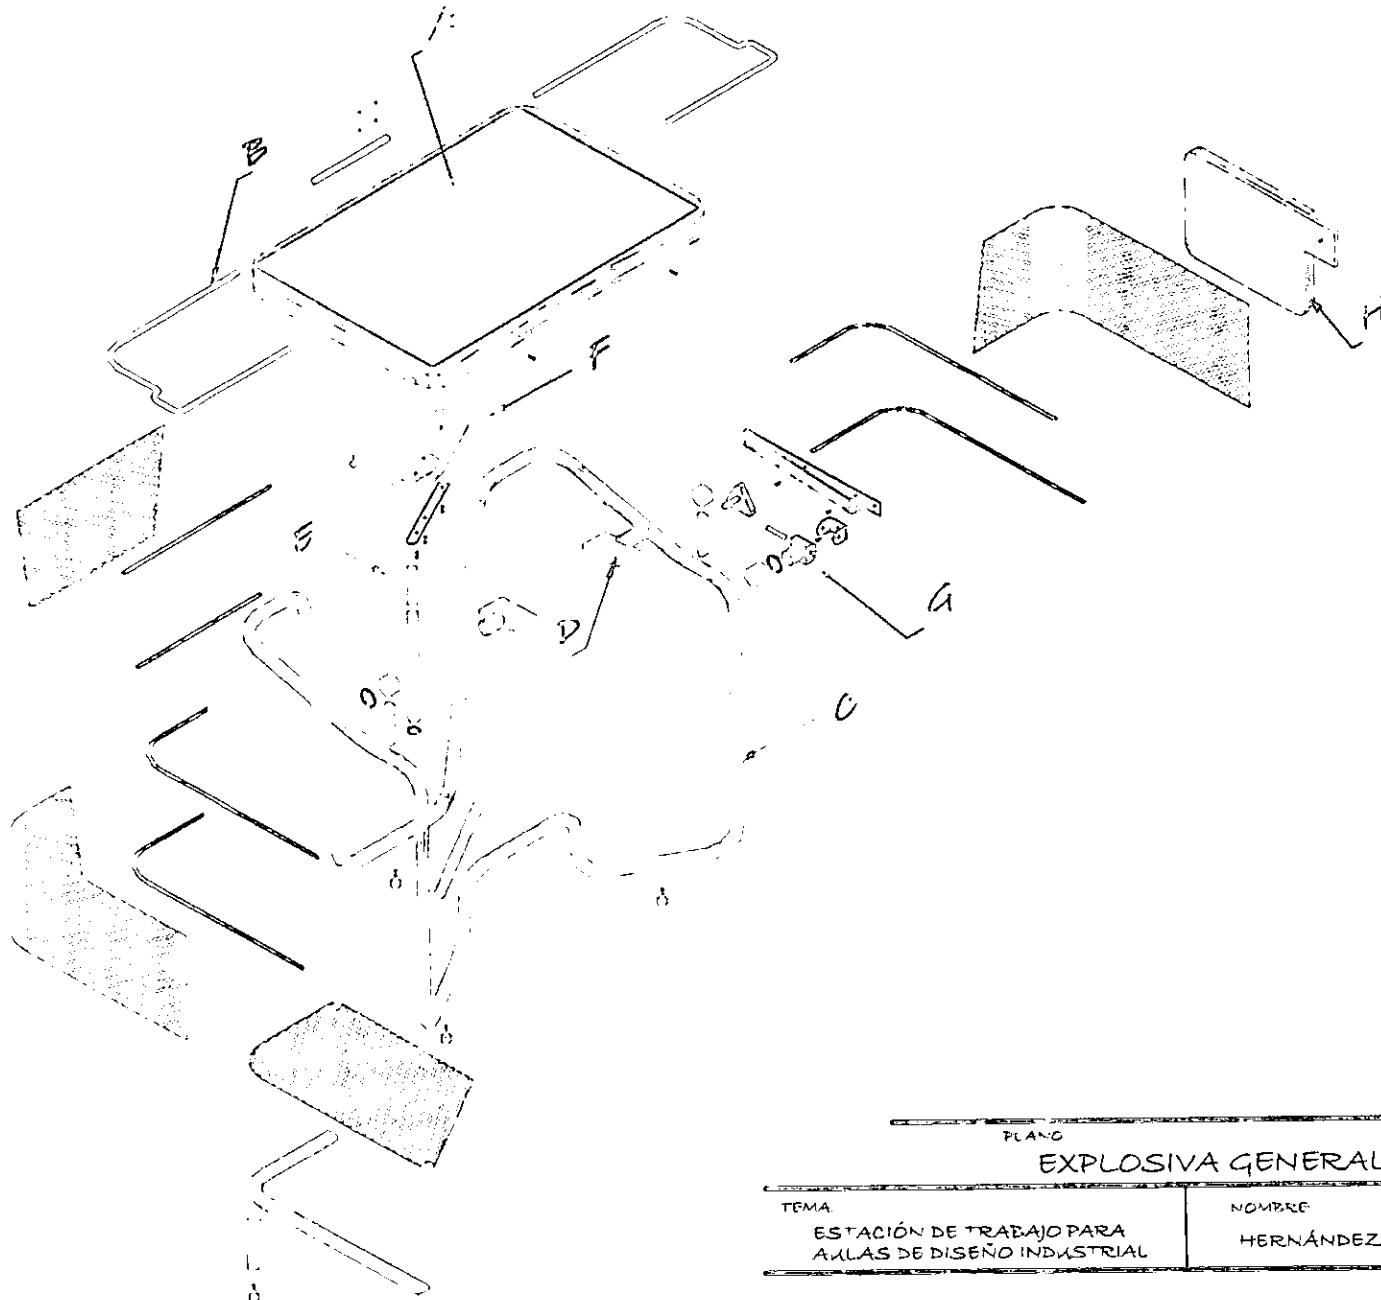 B
F
H
E
D
G
C
PLANO
EXPLOSIVA GENERAL
TEMA
ESTACIÓN DE TRABAJO PARA
AULAS DE DISEÑO INDUSTRIAL
NOMBRE
HERNÁNDEZ